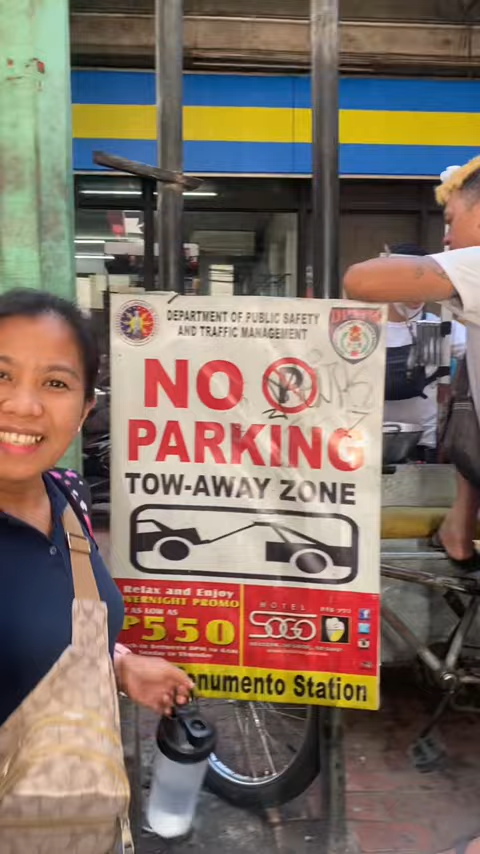 DEPARTMENT OF PUBLIC SAFETY
AND TRAFFIC MANAGEMENT
NO P
PARKING
TOW-AWAY ZONE
Relax and Enjoy
OVERNIGHT PROMO
AS LOW AS
P550
HOTEL
SOGO
onumento Station